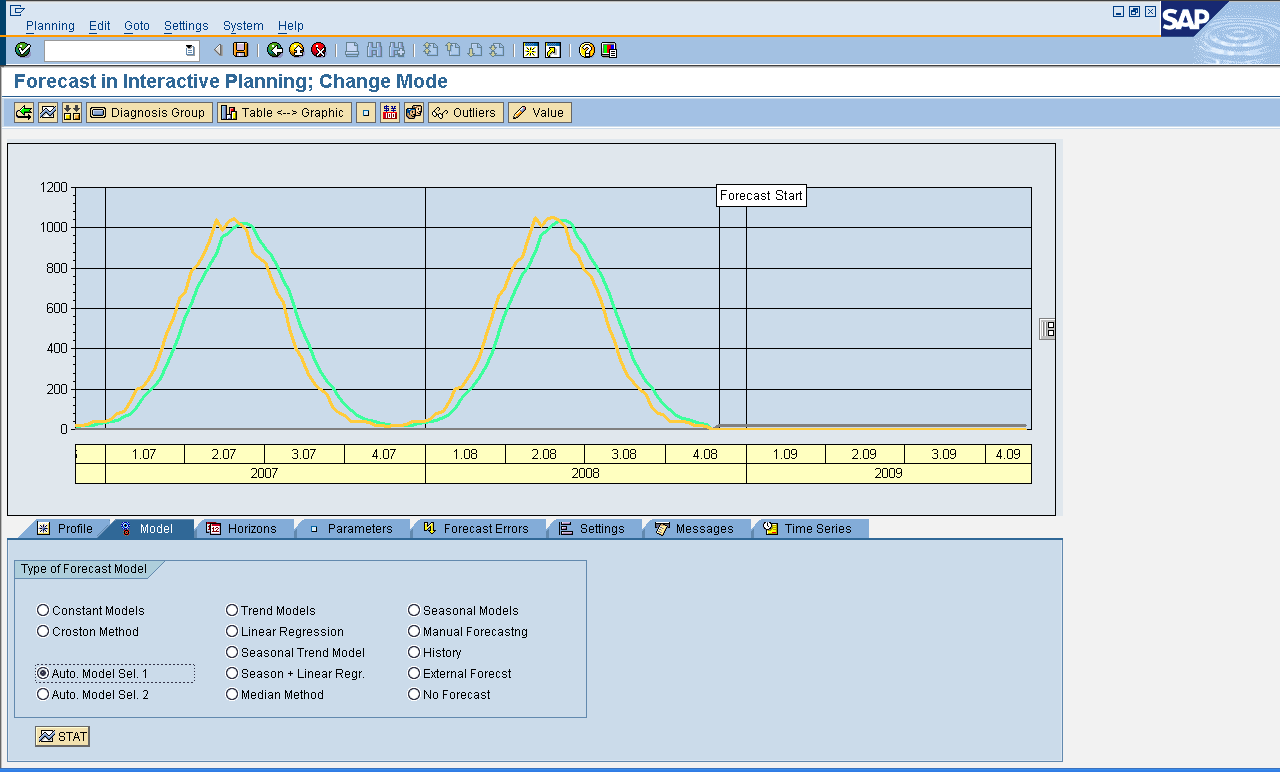 Planning Edit Goto Settings System Help
SAP
Forecast in Interactive Planning; Change Mode
Diagnosis Group Table <--> Graphic Outliers Value
1200
Forecast Start
1000
800
600
400
200
0
1.07 2.07 3.07 4.07 1.08 2.08 3.08 4.08 1.09 2.09 3.09 4.09
2007 2008 2009
Profile Model Horizons Parameters Forecast Errors Settings Messages Time Series
Type of Forecast Model
Constant Models Trend Models Seasonal Models
Croston Method Linear Regression Manual Forecastng
Seasonal Trend Model History
Auto. Model Sel. 1 Season + Linear Regr. External Forecst
Auto. Model Sel. 2 Median Method No Forecast
STAT